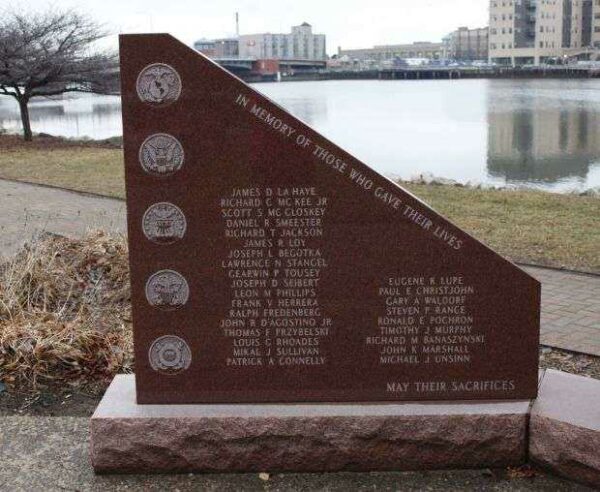 IN MEMORY OF THOSE WHO GAVE THEIR LIVES
JAMES D LA HAYE
RICHARD C MC KEE JR
SCOTT S MC CLOSKEY
DANIEL R SMEESTER
RICHARD T JACKSON
JAMES R LOY
JOSEPH L BEGOTKA
LAWRENCE N STANGEL
GEARWIN P TOUSEY
JOSEPH D SEIBERT
LEON M PHILLIPS
FRANK V HERRERA
RALPH FREDENBERG
JOHN R D'AGOSTINO JR
THOMAS F PRZYBELSKI
LOUIS G RHOADES
MIKAL J SULLIVAN
PATRICK A CONNELLY
EUGENE K LUPE
PAUL E CHRISTJOHN
GARY A WALDORF
STEVEN P RANCE
RONALD E POCHRON
TIMOTHY J MURPHY
RICHARD M BANASZYNSKI
JOHN K MARSHALL
MICHAEL J UNSINN
MAY THEIR SACRIFICES